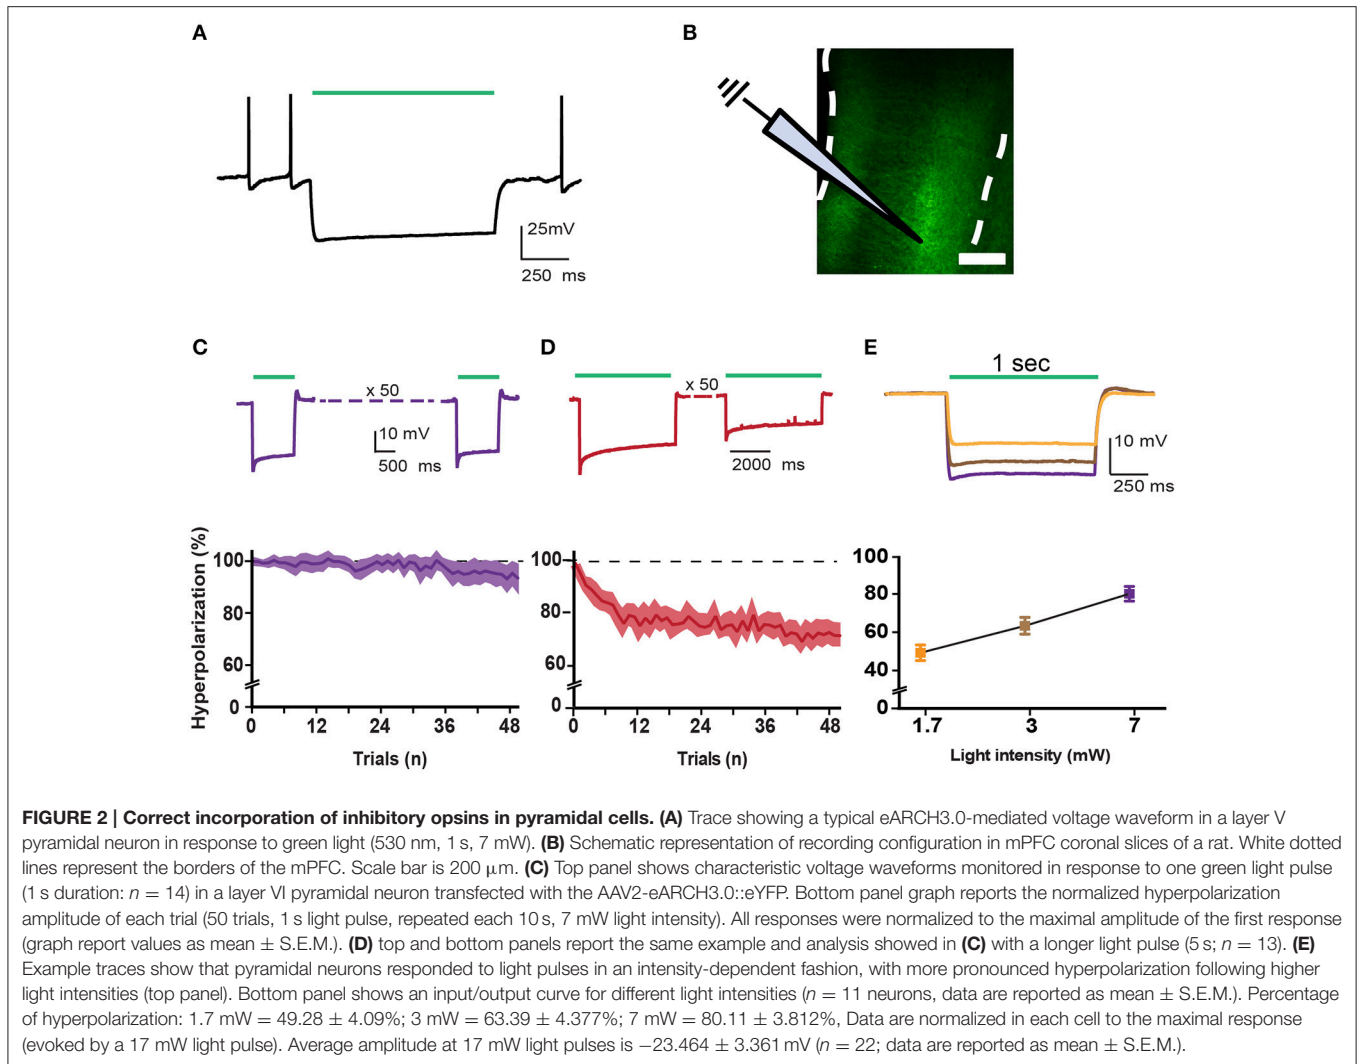 A
B
25mV
250 ms
C
D
E
x 50
10 mV
500 ms
x 50
2000 ms
1 sec
10 mV
250 ms
Hyperpolarization (%)
100
80
60
0
0 12 24 36 48
Trials (n)
100
80
60
0
0 12 24 36 48
Trials (n)
100
80
60
40
0
1.7 3 7
Light intensity (mW)
FIGURE 2 | Correct incorporation of inhibitory opsins in pyramidal cells. (A) Trace showing a typical eARCH3.0-mediated voltage waveform in a layer V
pyramidal neuron in response to green light (530 nm, 1 s, 7 mW). (B) Schematic representation of recording configuration in mPFC coronal slices of a rat. White dotted
lines represent the borders of the mPFC. Scale bar is 200 μm. (C) Top panel shows characteristic voltage waveforms monitored in response to one green light pulse
(1 s duration: n = 14) in a layer VI pyramidal neuron transfected with the AAV2-eARCH3.0::eYFP. Bottom panel graph reports the normalized hyperpolarization
amplitude of each trial (50 trials, 1 s light pulse, repeated each 10 s, 7 mW light intensity). All responses were normalized to the maximal amplitude of the first response
(graph report values as mean ± S.E.M.). (D) top and bottom panels report the same example and analysis showed in (C) with a longer light pulse (5 s; n = 13). (E)
Example traces show that pyramidal neurons responded to light pulses in an intensity-dependent fashion, with more pronounced hyperpolarization following higher
light intensities (top panel). Bottom panel shows an input/output curve for different light intensities (n = 11 neurons, data are reported as mean ± S.E.M.). Percentage
of hyperpolarization: 1.7 mW = 49.28 ± 4.09%; 3 mW = 63.39 ± 4.377%; 7 mW = 80.11 ± 3.812%, Data are normalized in each cell to the maximal response
(evoked by a 17 mW light pulse). Average amplitude at 17 mW light pulses is −23.464 ± 3.361 mV (n = 22; data are reported as mean ± S.E.M.).